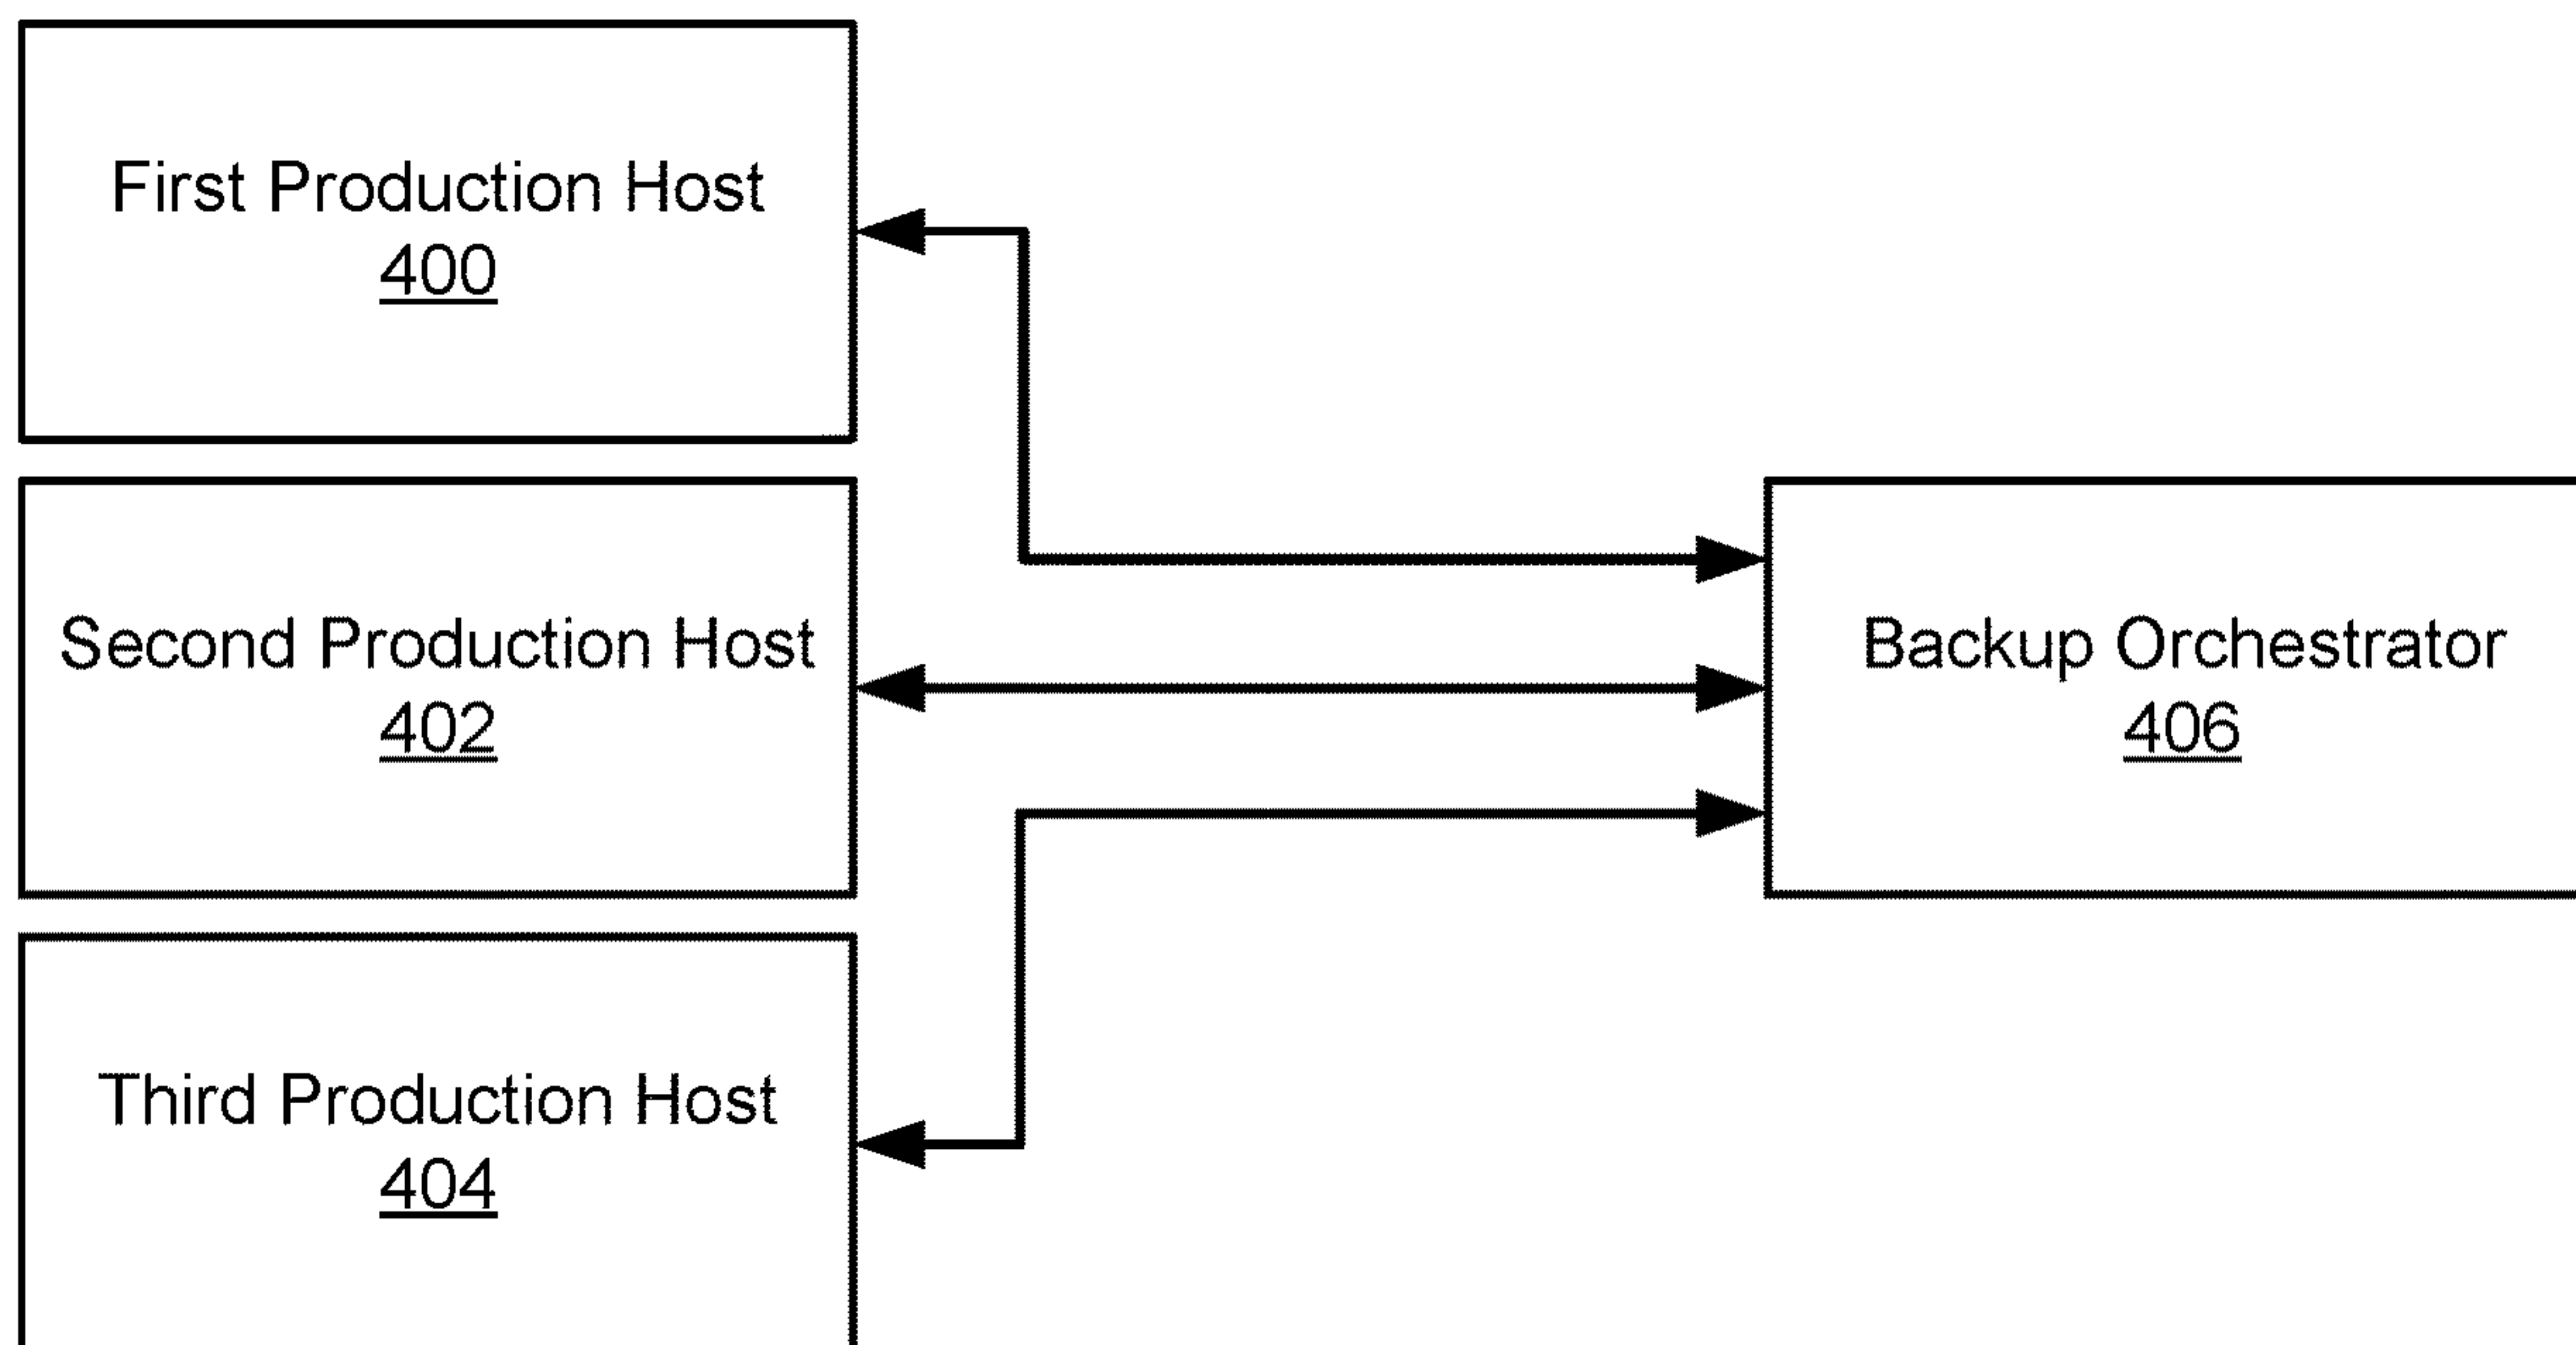 First Production Host
400
Second Production Host
402
Backup Orchestrator
406
Third Production Host
404